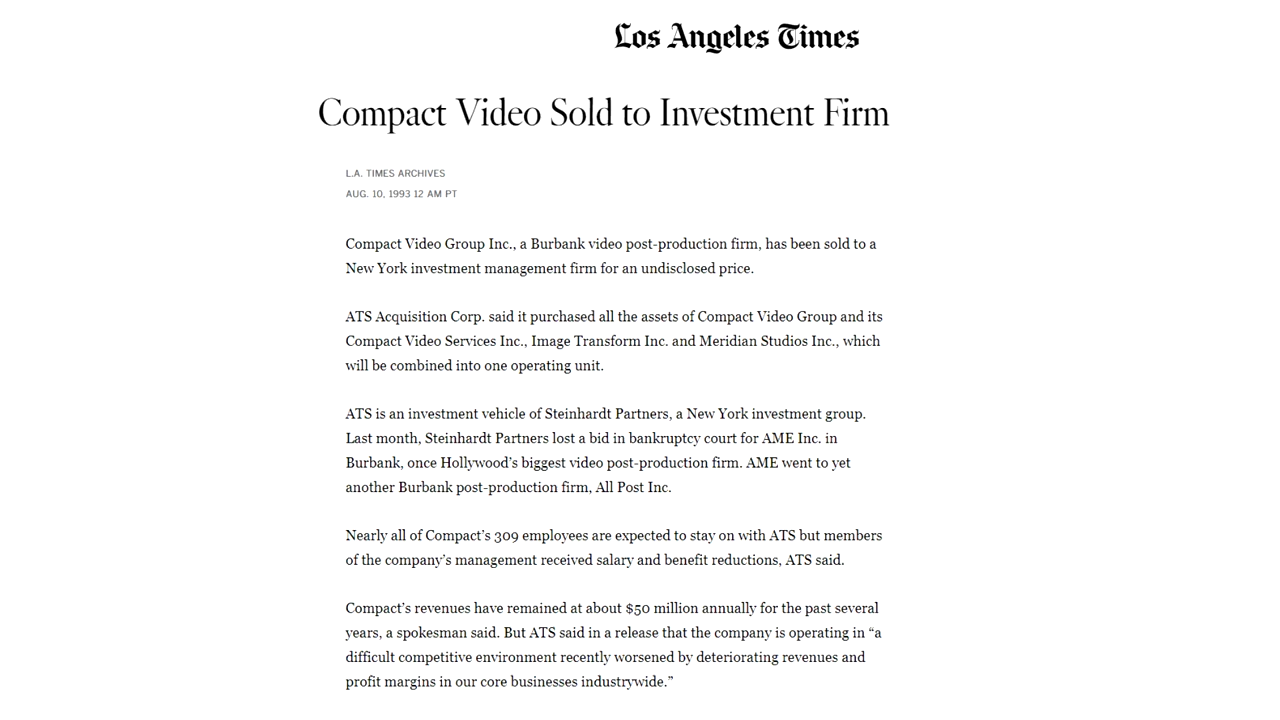 Los Angeles Times
Compact Video Sold to Investment Firm
L.A. TIMES ARCHIVES
AUG. 10, 1993 12 AM PT
Compact Video Group Inc., a Burbank video post-production firm, has been sold to a
New York investment management firm for an undisclosed price.
ATS Acquisition Corp. said it purchased all the assets of Compact Video Group and its
Compact Video Services Inc., Image Transform Inc. and Meridian Studios Inc., which
will be combined into one operating unit.
ATS is an investment vehicle of Steinhardt Partners, a New York investment group.
Last month, Steinhardt Partners lost a bid in bankruptcy court for AME Inc. in
Burbank, once Hollywood’s biggest video post-production firm. AME went to yet
another Burbank post-production firm, All Post Inc.
Nearly all of Compact’s 309 employees are expected to stay on with ATS but members
of the company’s management received salary and benefit reductions, ATS said.
Compact’s revenues have remained at about $50 million annually for the past several
years, a spokesman said. But ATS said in a release that the company is operating in “a
difficult competitive environment recently worsened by deteriorating revenues and
profit margins in our core businesses industrywide.”